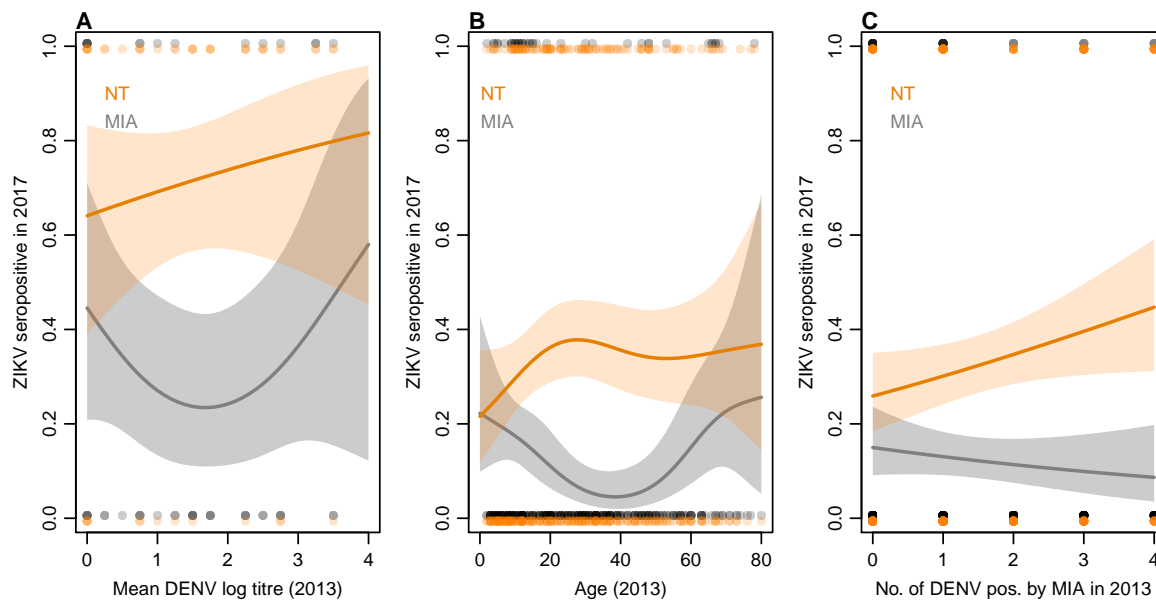 A
ZIKV seropositive in 2017
0.0 0.2 0.4 0.6 0.8 1.0
NT
MIA
0 1 2 3 4
Mean DENV log titre (2013)
B
ZIKV seropositive in 2017
0.0 0.2 0.4 0.6 0.8 1.0
NT
MIA
0 20 40 60 80
Age (2013)
C
ZIKV seropositive in 2017
0.0 0.2 0.4 0.6 0.8 1.0
NT
MIA
0 1 2 3 4
No. of DENV pos. by MIA in 2013